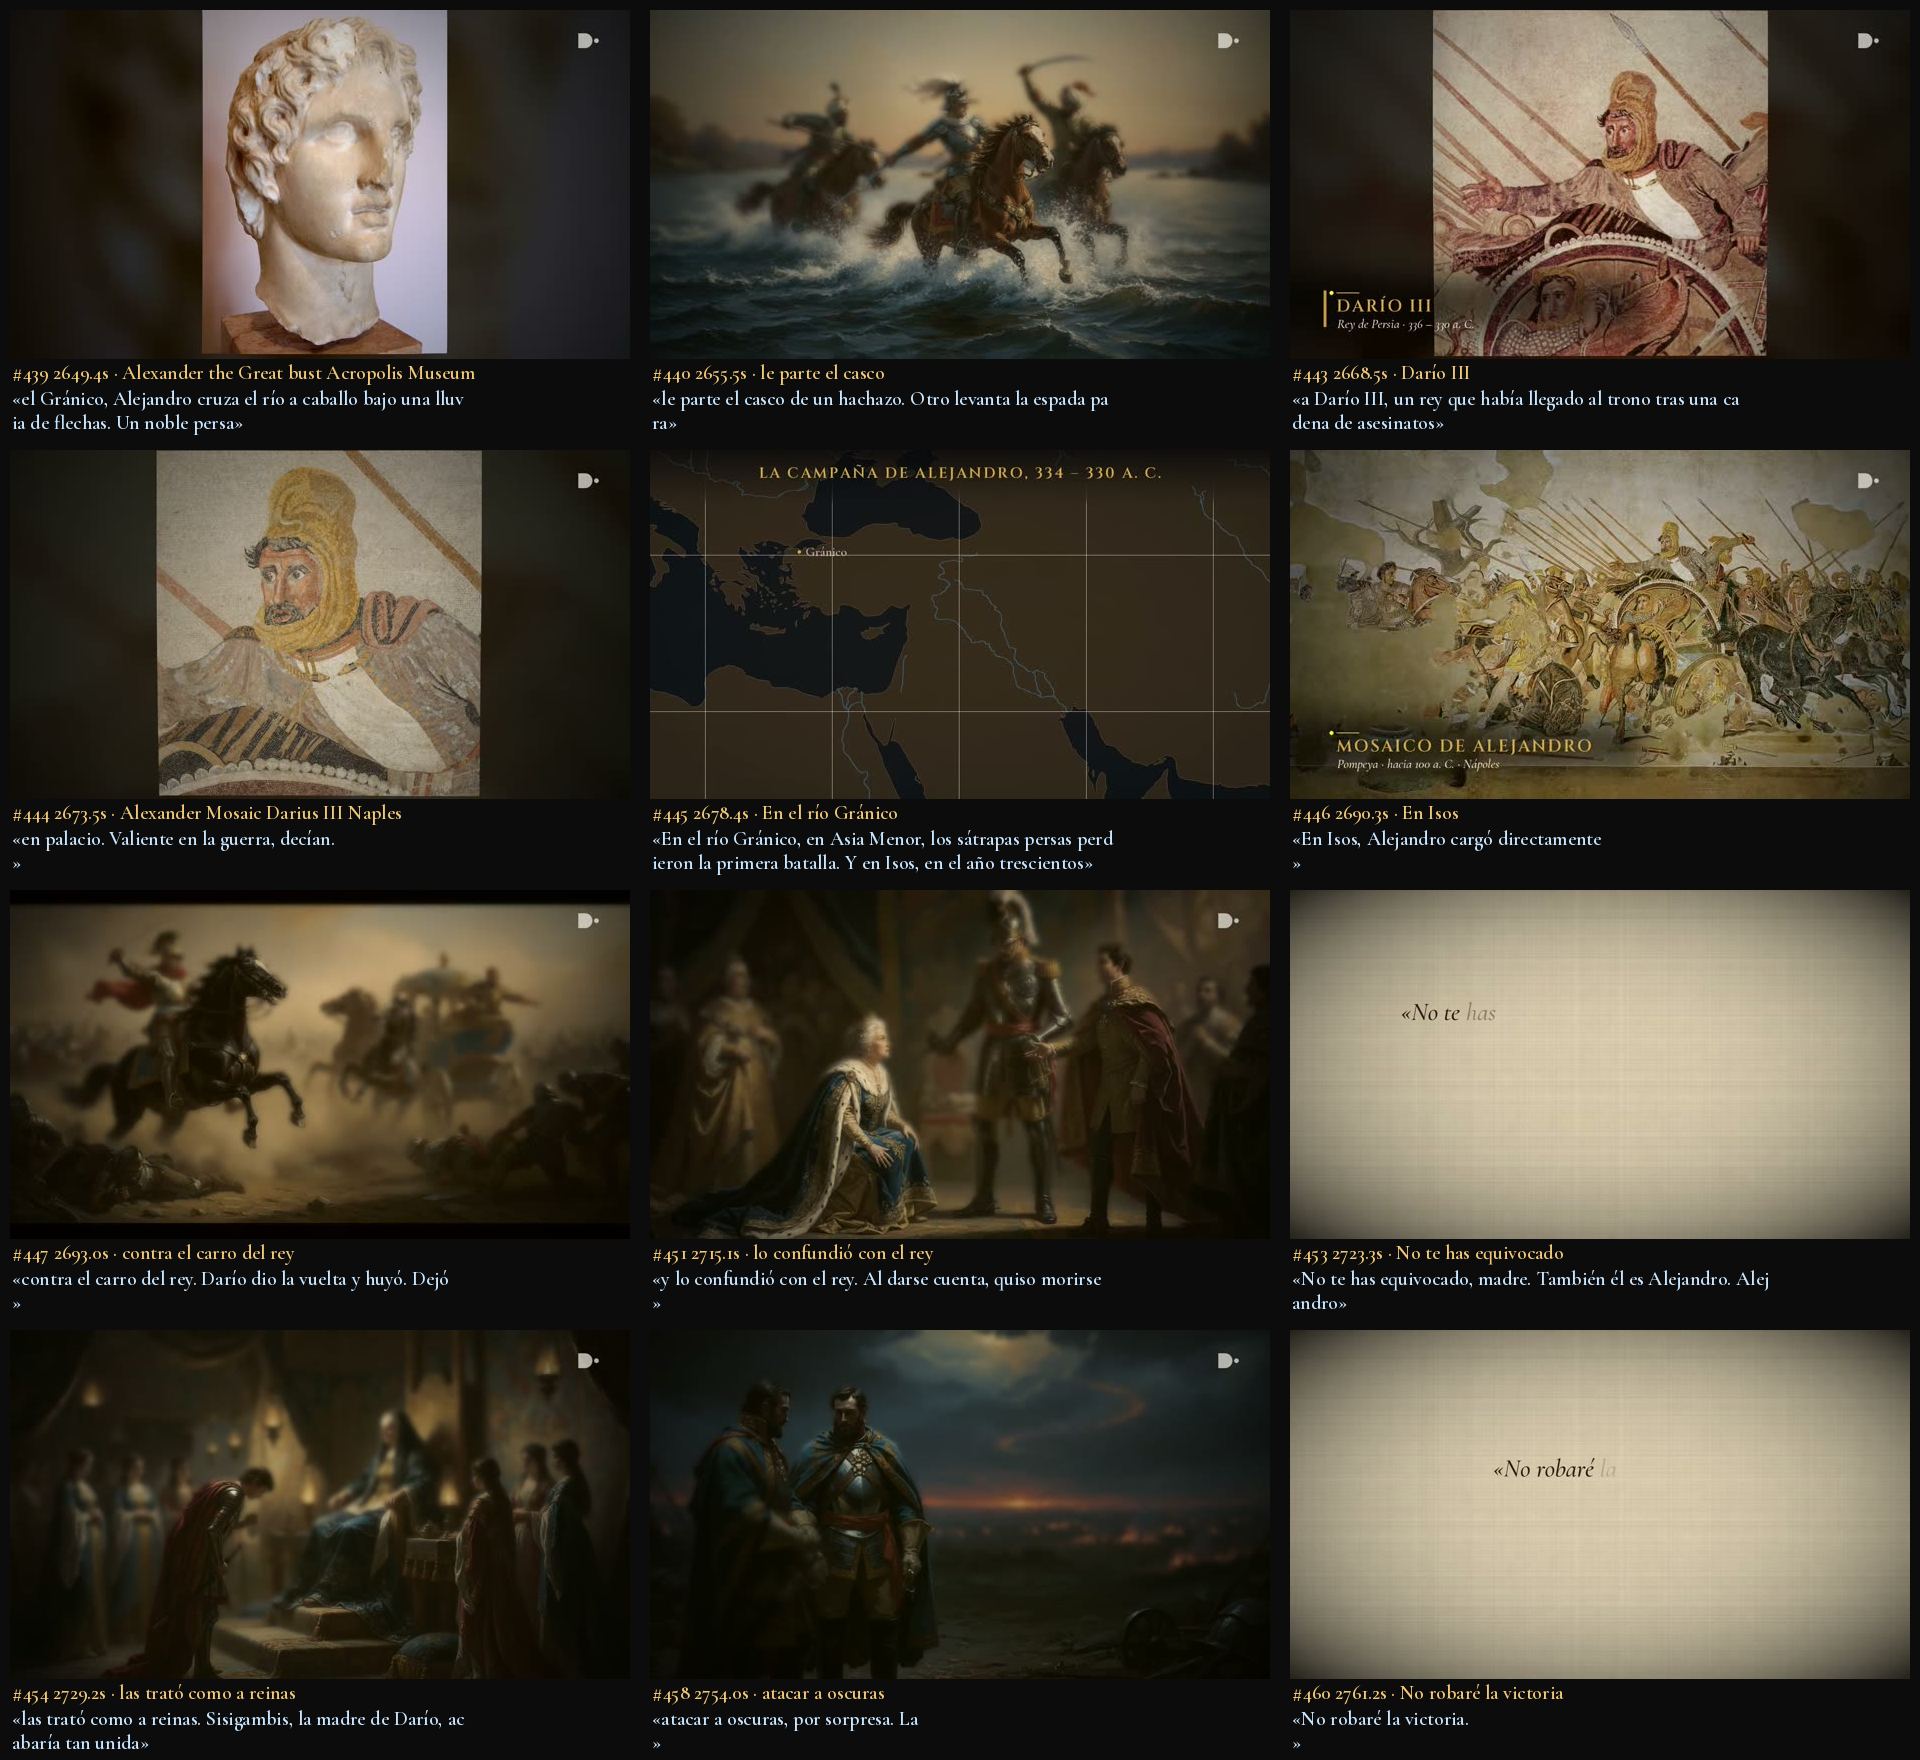 #439 2649.4s · Alexander the Great bust Acropolis Museum
«el Gránico, Alejandro cruza el río a caballo bajo una lluv
ia de flechas. Un noble persa»
#440 2655.5s · le parte el casco
«le parte el casco de un hachazo. Otro levanta la espada pa
ra»
DARÍO III
Rey de Persia · 336 – 330 a. C.
#443 2668.5s · Darío III
«a Darío III, un rey que había llegado al trono tras una ca
dena de asesinatos»
#444 2673.5s · Alexander Mosaic Darius III Naples
«en palacio. Valiente en la guerra, decían.
»
LA CAMPAÑA DE ALEJANDRO, 334 – 330 A. C.
Gránico
#445 2678.4s · En el río Gránico
«En el río Gránico, en Asia Menor, los sátrapas persas perd
ieron la primera batalla. Y en Isos, en el año trescientos»
MOSAICO DE ALEJANDRO
Pompeya · hacia 100 a. C. · Nápoles
#446 2690.3s · En Isos
«En Isos, Alejandro cargó directamente
»
#447 2693.0s · contra el carro del rey
«contra el carro del rey. Darío dio la vuelta y huyó. Dejó
»
#451 2715.1s · lo confundió con el rey
«y lo confundió con el rey. Al darse cuenta, quiso morirse
»
«No te has
#453 2723.3s · No te has equivocado
«No te has equivocado, madre. También él es Alejandro. Alej
andro»
#454 2729.2s · las trató como a reinas
«las trató como a reinas. Sisigambis, la madre de Darío, ac
abaría tan unida»
#458 2754.0s · atacar a oscuras
«atacar a oscuras, por sorpresa. La
»
«No robaré la
#460 2761.2s · No robaré la victoria
«No robaré la victoria.
»